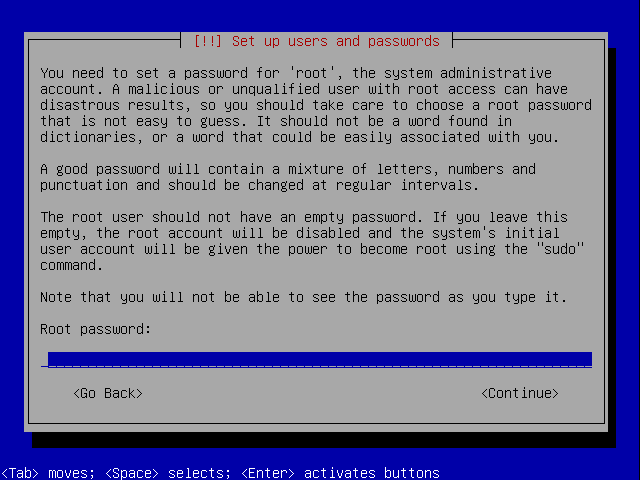 [!!] Set up users and passwords
You need to set a password for 'root', the system administrative
account. A malicious or unqualified user with root access can have
disastrous results, so you should take care to choose a root password
that is not easy to guess. It should not be a word found in
dictionaries, or a word that could be easily associated with you.
A good password will contain a mixture of letters, numbers and
punctuation and should be changed at regular intervals.
The root user should not have an empty password. If you leave this
empty, the root account will be disabled and the system's initial
user account will be given the power to become root using the "sudo"
command.
Note that you will not be able to see the password as you type it.
Root password:
<Go Back> <Continue>
<Tab> moves; <Space> selects; <Enter> activates buttons